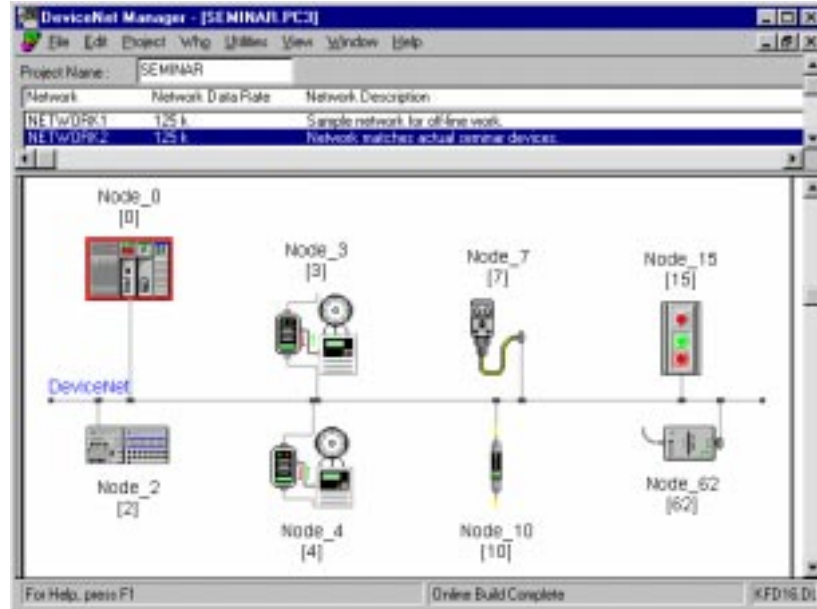 DeviceNet Manager - [SEMINAR.PC3]
File Edit Project Who Utilities View Window Help
Project Name : SEMINAR
Network Network Data Rate Network Description
NETWORK1 125 k Sample network for off-line work.
NETWORK2 125 k Network matches actual seminar devices.
Node_0
[0]
Node_3
[3]
Node_7
[7]
Node_15
[15]
DeviceNet
Node_2
[2]
Node_4
[4]
Node_10
[10]
Node_62
[62]
For Help, press F1 Online Build Complete KFD16.DL